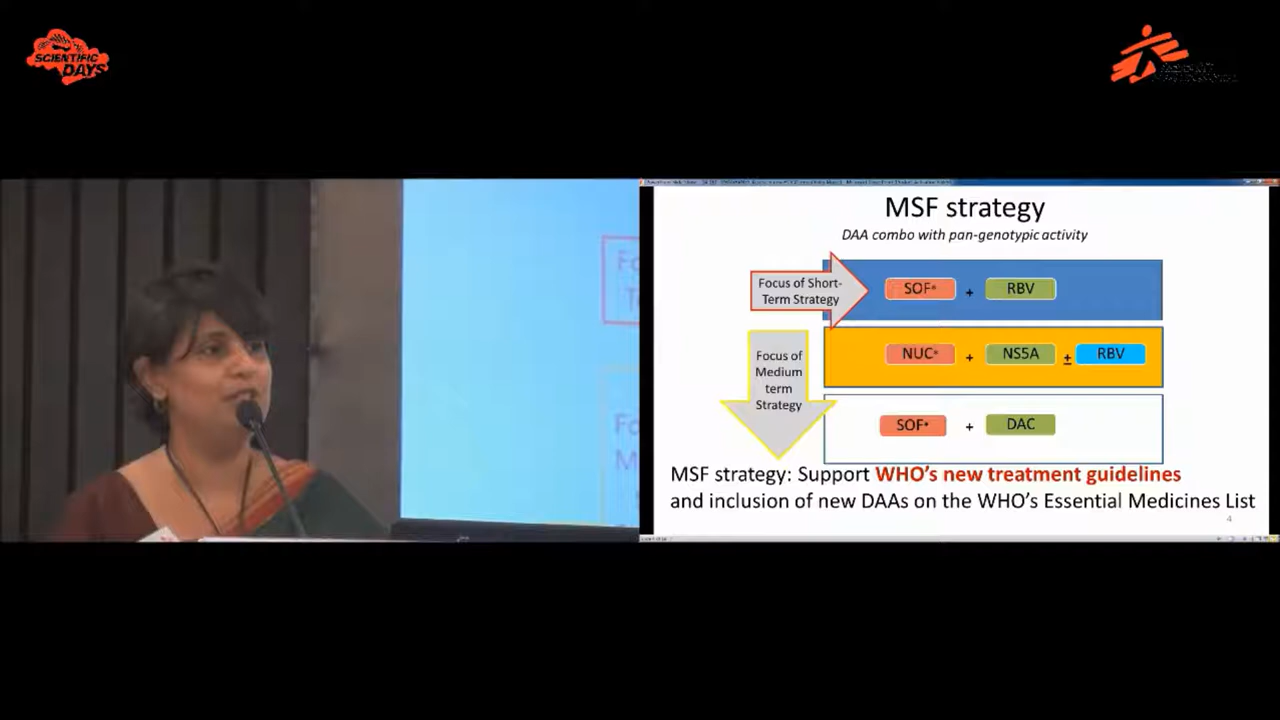 SCIENTIFIC
DAYS
MSF strategy
DAA combo with pan-genotypic activity
Focus of Short-
Term Strategy
SOF* + RBV
Focus of
Medium
term
Strategy
NUC* + NS5A ± RBV
SOF* + DAC
MSF strategy: Support WHO's new treatment guidelines
and inclusion of new DAAs on the WHO's Essential Medicines List
4